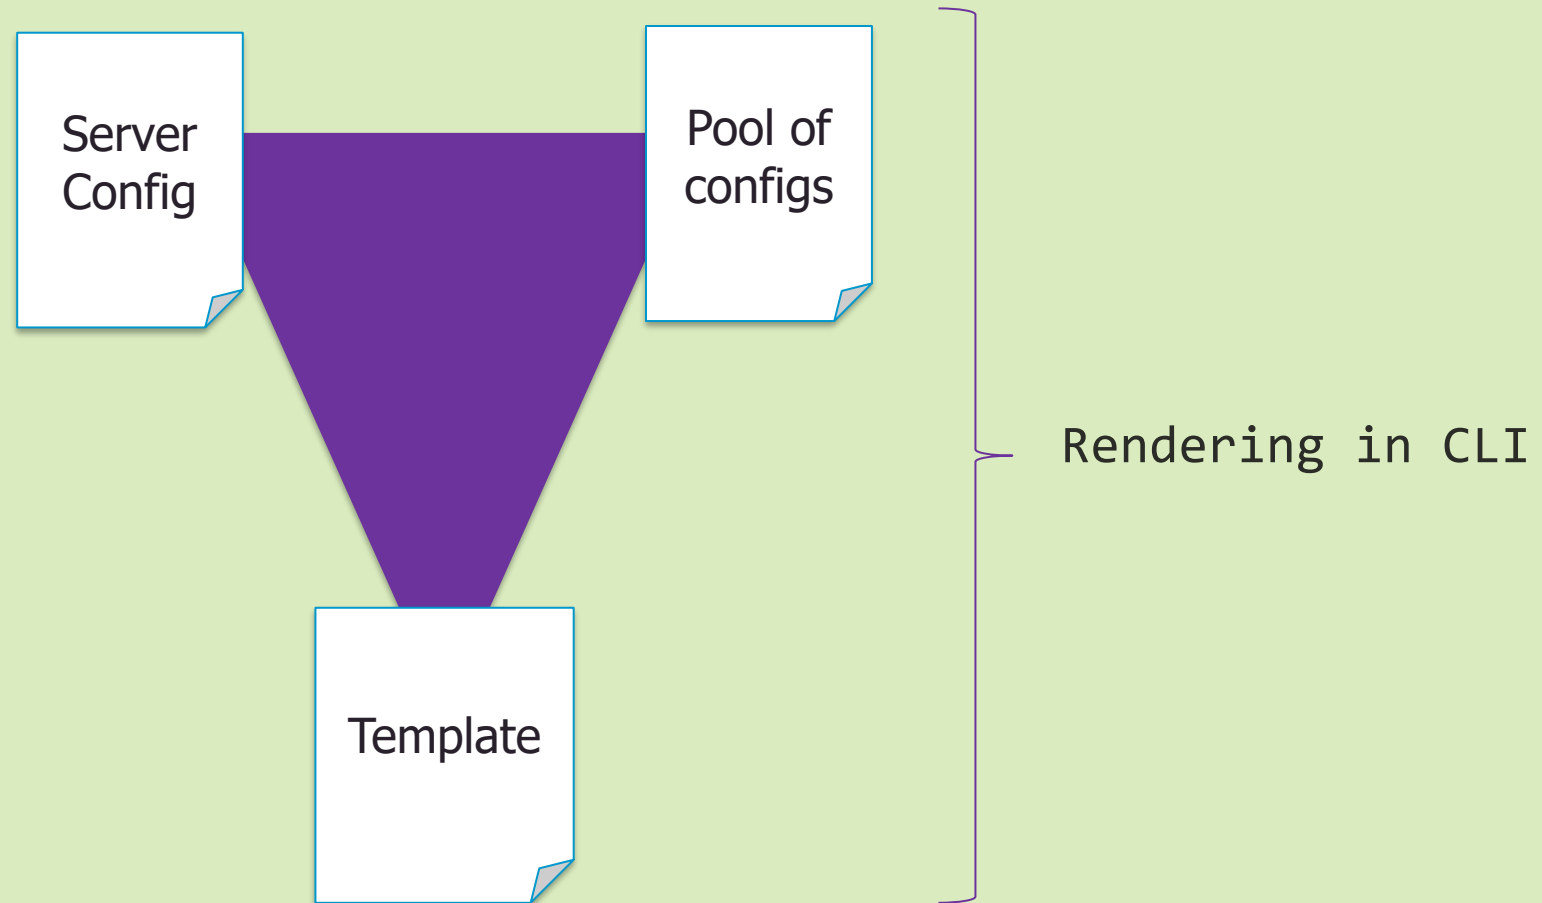 Server
Config
Pool of
configs
Rendering in CLI
Template